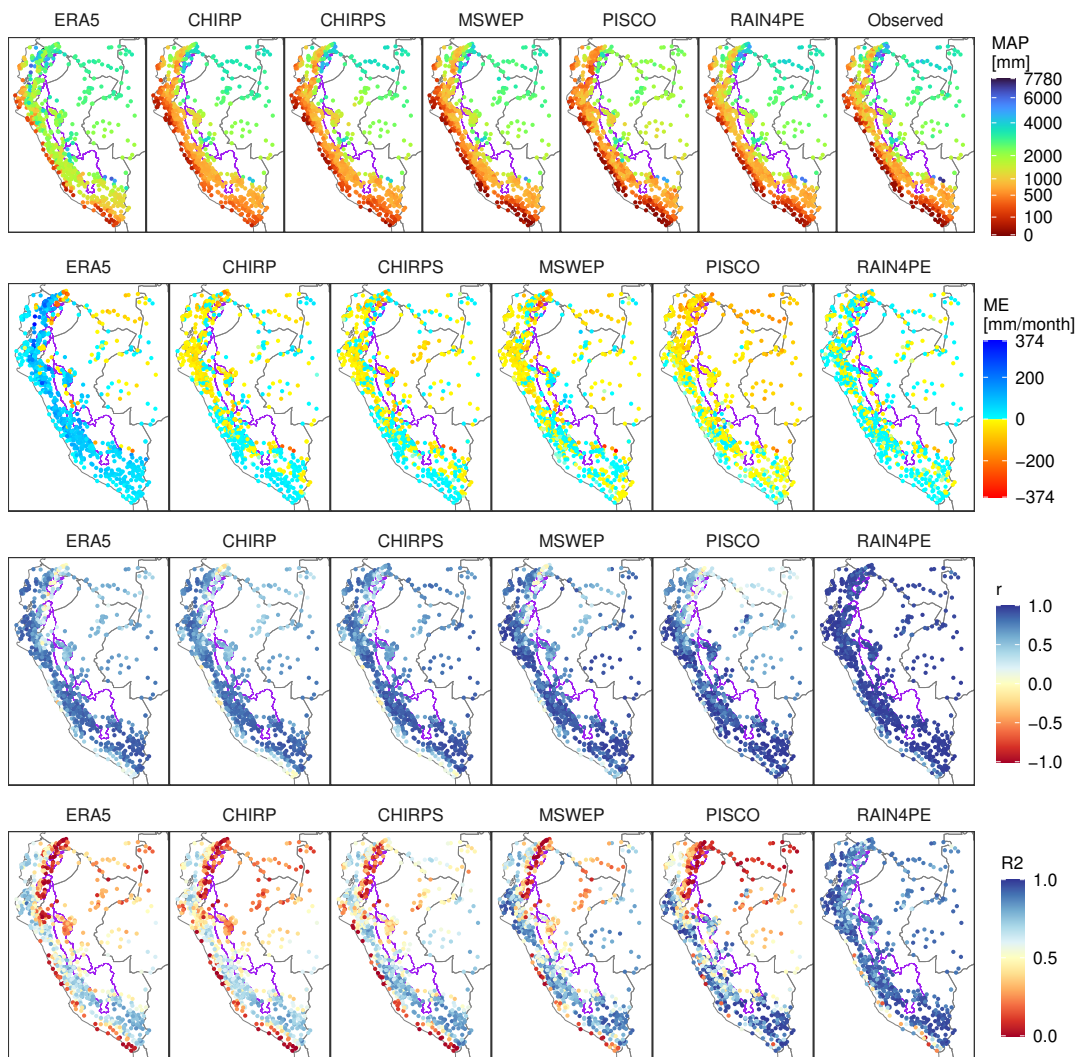 ERA5 CHIRP CHIRPS MSWEP PISCO RAIN4PE Observed
MAP
[mm]
7780
6000
4000
2000
1000
500
100
0
ERA5 CHIRP CHIRPS MSWEP PISCO RAIN4PE
ME
[mm/month]
374
200
0
−200
−374
ERA5 CHIRP CHIRPS MSWEP PISCO RAIN4PE
r
1.0
0.5
0.0
−0.5
−1.0
ERA5 CHIRP CHIRPS MSWEP PISCO RAIN4PE
R2
1.0
0.5
0.0